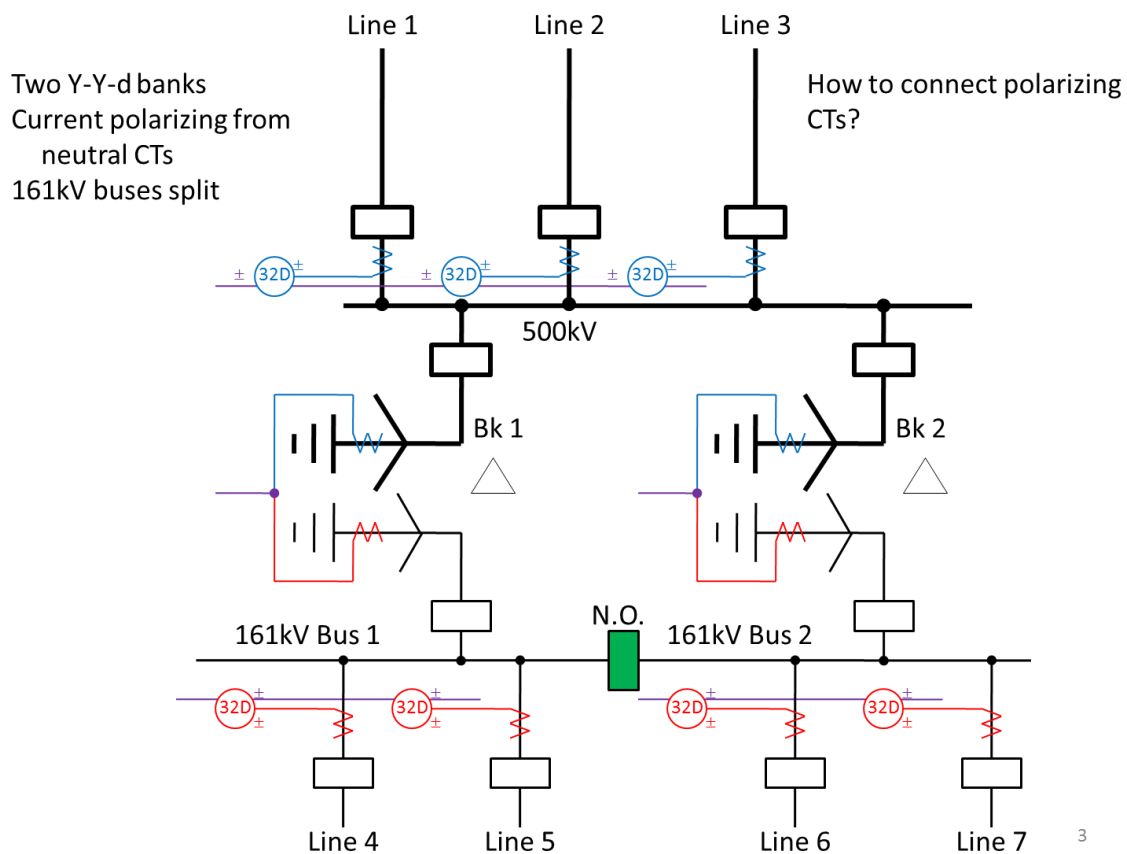 Line 1
Line 2
Line 3
Two Y-Y-d banks
Current polarizing from
neutral CTs
161kV buses split
How to connect polarizing
CTs?
± 32D ±
± 32D ±
± 32D ±
500kV
Bk 1
Bk 2
N.O.
161kV Bus 1
161kV Bus 2
32D ± ±
32D ± ±
32D ± ±
32D ± ±
Line 4
Line 5
Line 6
Line 7
3